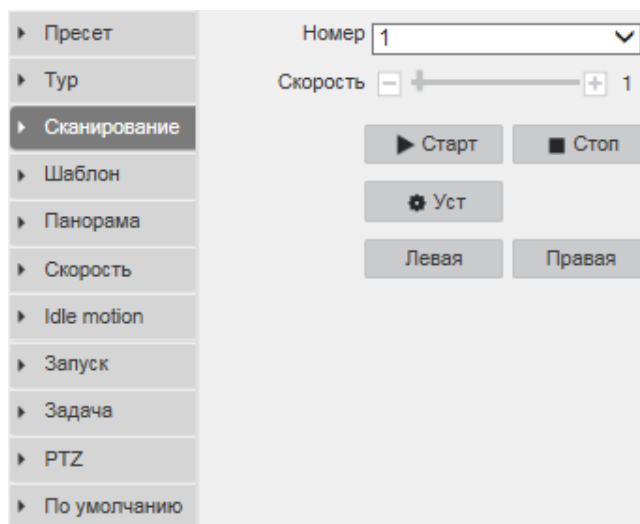 Пресет
Тур
Сканирование
Шаблон
Панорама
Скорость
Idle motion
Запуск
Задача
PTZ
По умолчанию
Номер 1
Скорость 1
Старт Стоп
Уст
Левая Правая